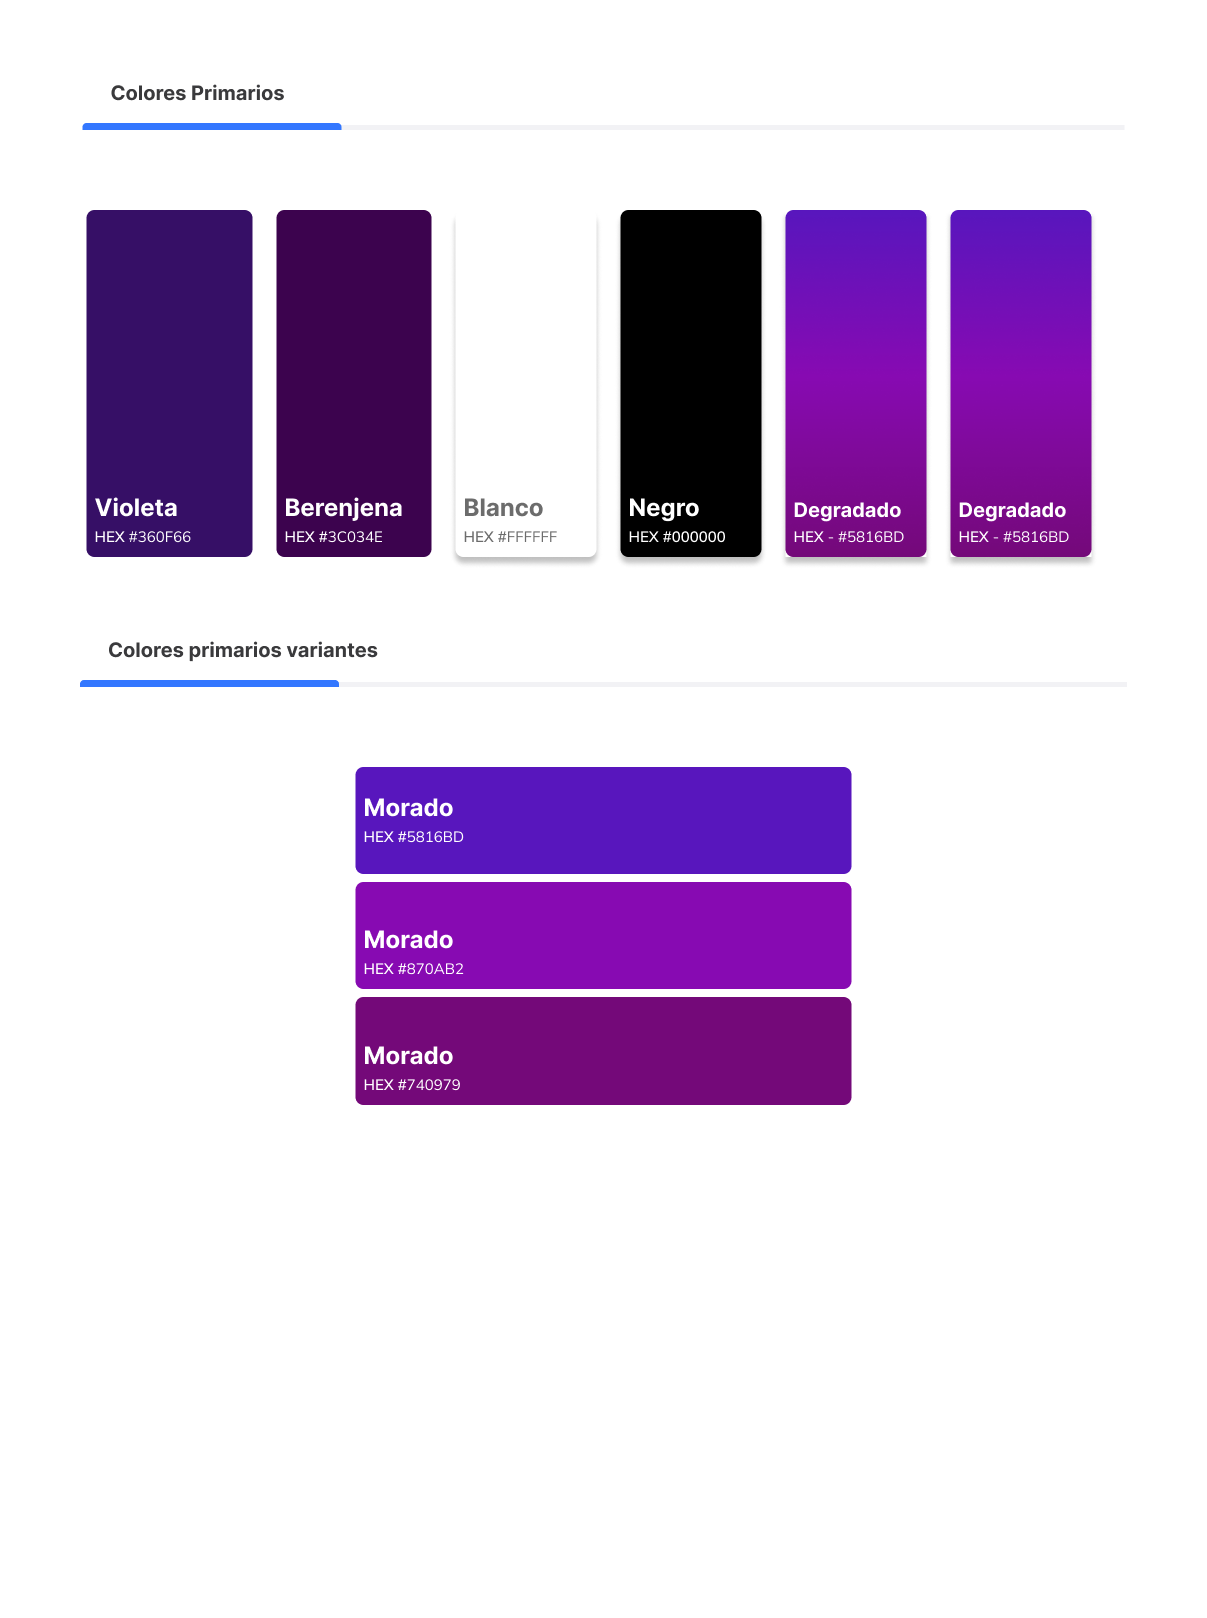 Colores Primarios
Violeta
HEX #360F66
Berenjena
HEX #3C034E
Blanco
HEX #FFFFFF
Negro
HEX #000000
Degradado
HEX - #5816BD
Degradado
HEX - #5816BD
Colores primarios variantes
Morado
HEX #5816BD
Morado
HEX #870AB2
Morado
HEX #740979